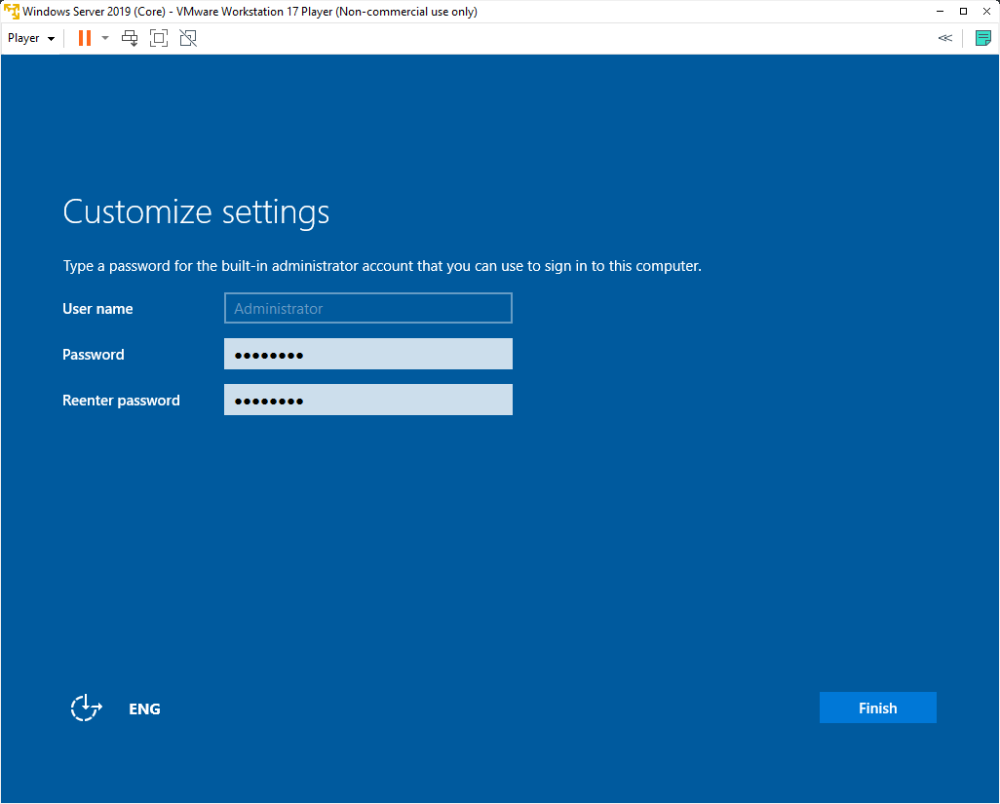 Windows Server 2019 (Core) - VMware Workstation 17 Player (Non-commercial use only)
Player
Customize settings
Type a password for the built-in administrator account that you can use to sign in to this computer.
User name
Administrator
Password
●●●●●●●●
Reenter password
●●●●●●●●
ENG
Finish